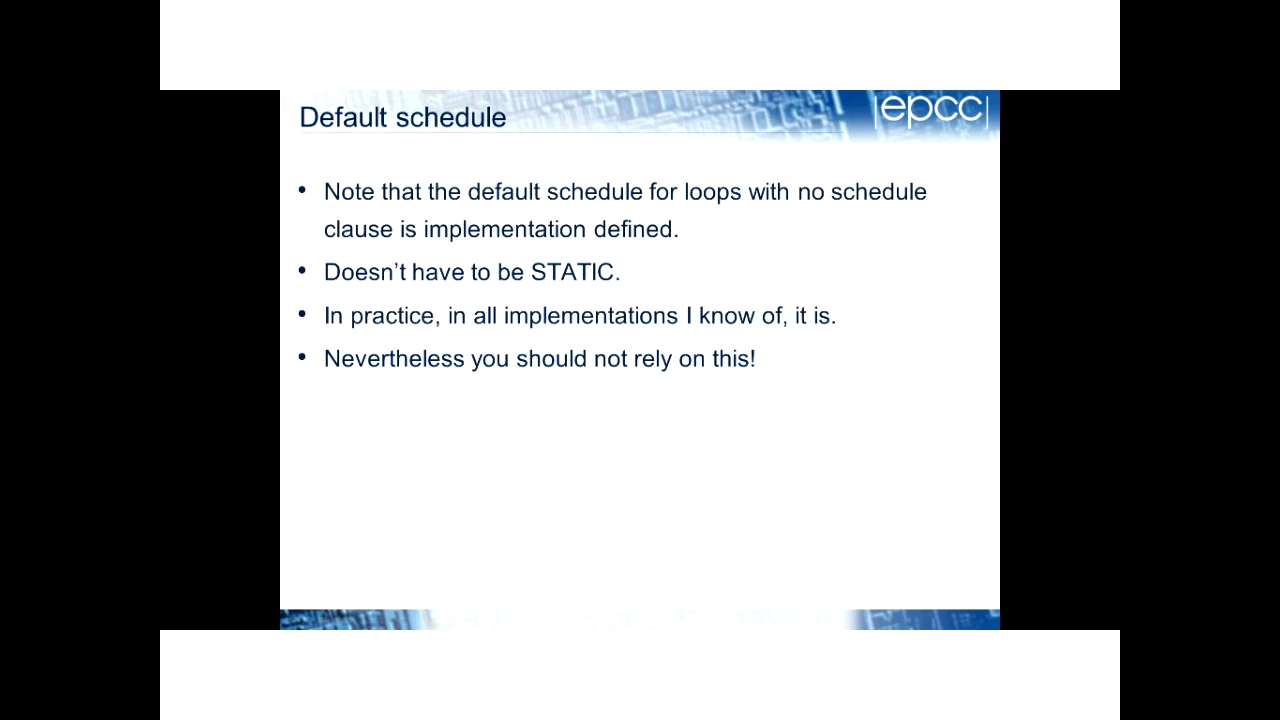 Default schedule
|epcc|
• Note that the default schedule for loops with no schedule
clause is implementation defined.
• Doesn't have to be STATIC.
• In practice, in all implementations I know of, it is.
• Nevertheless you should not rely on this!